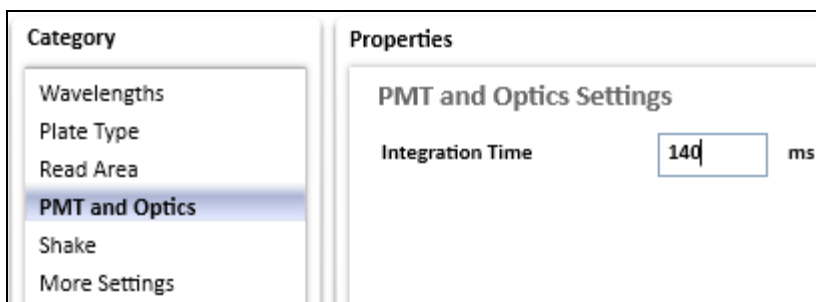 Category
Wavelengths
Plate Type
Read Area
PMT and Optics
Shake
More Settings
Properties
PMT and Optics Settings
Integration Time 140 ms